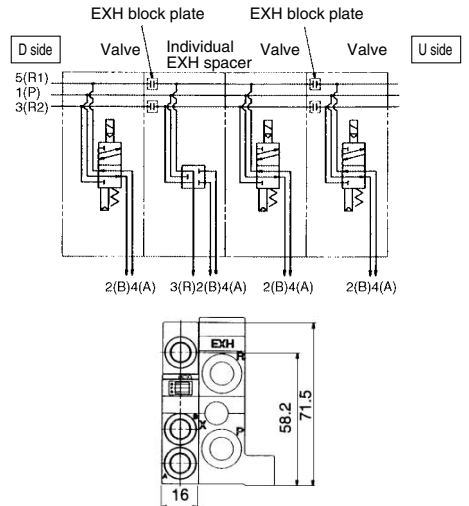 EXH block plate EXH block plate
D side Valve Individual EXH spacer Valve Valve U side
5(R1)
1(P)
3(R2)
2(B)4(A) 3(R)2(B)4(A) 2(B)4(A) 2(B)4(A)
EXH
R
X
P
A
58.2
71.5
16